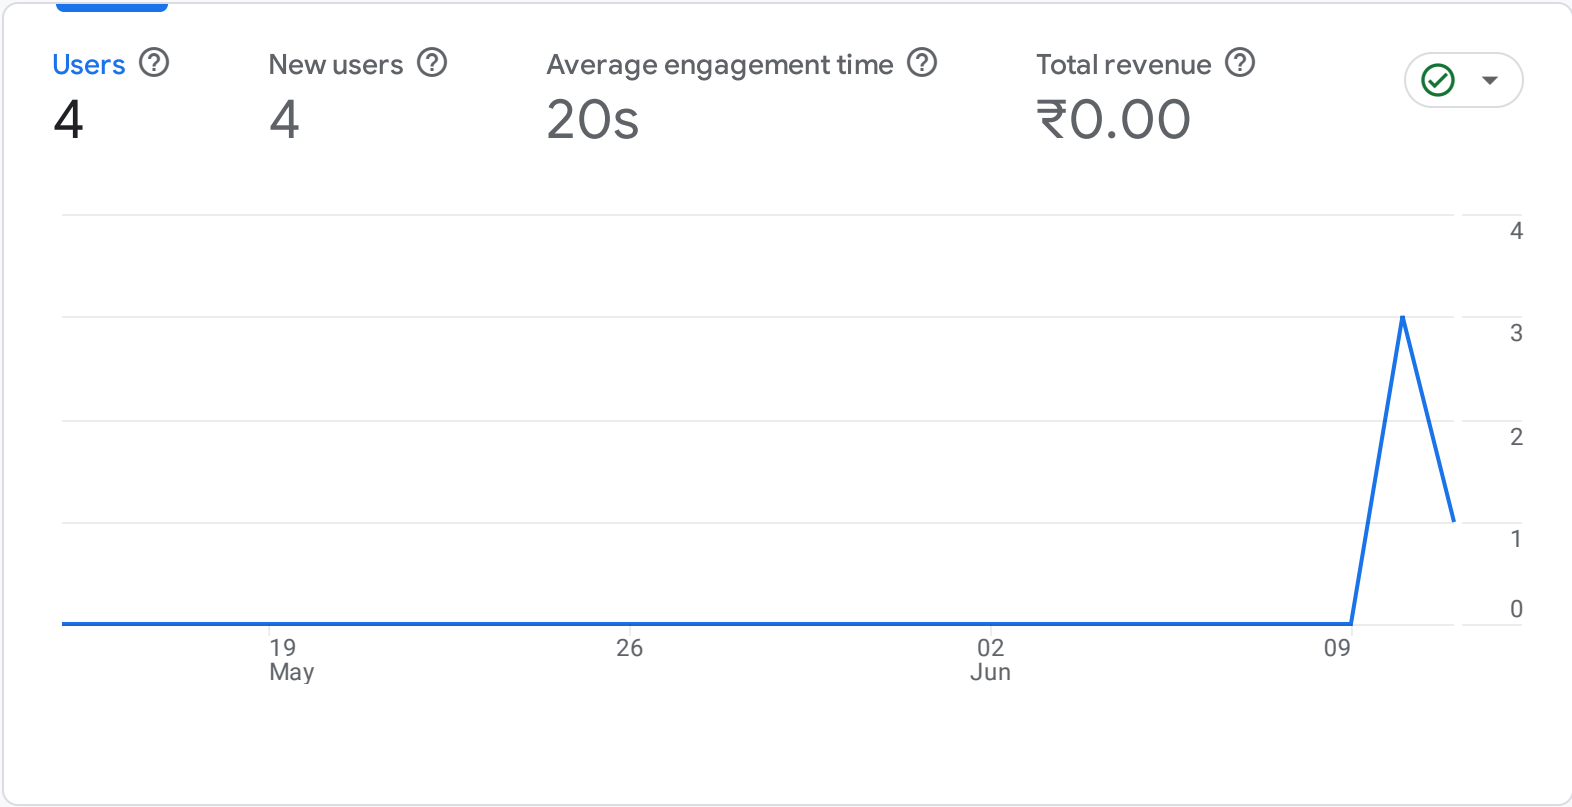 Users New users Average engagement time Total revenue
4 4 20s ₹0.00
4
3
2
1
0
19 26 02 09
May Jun